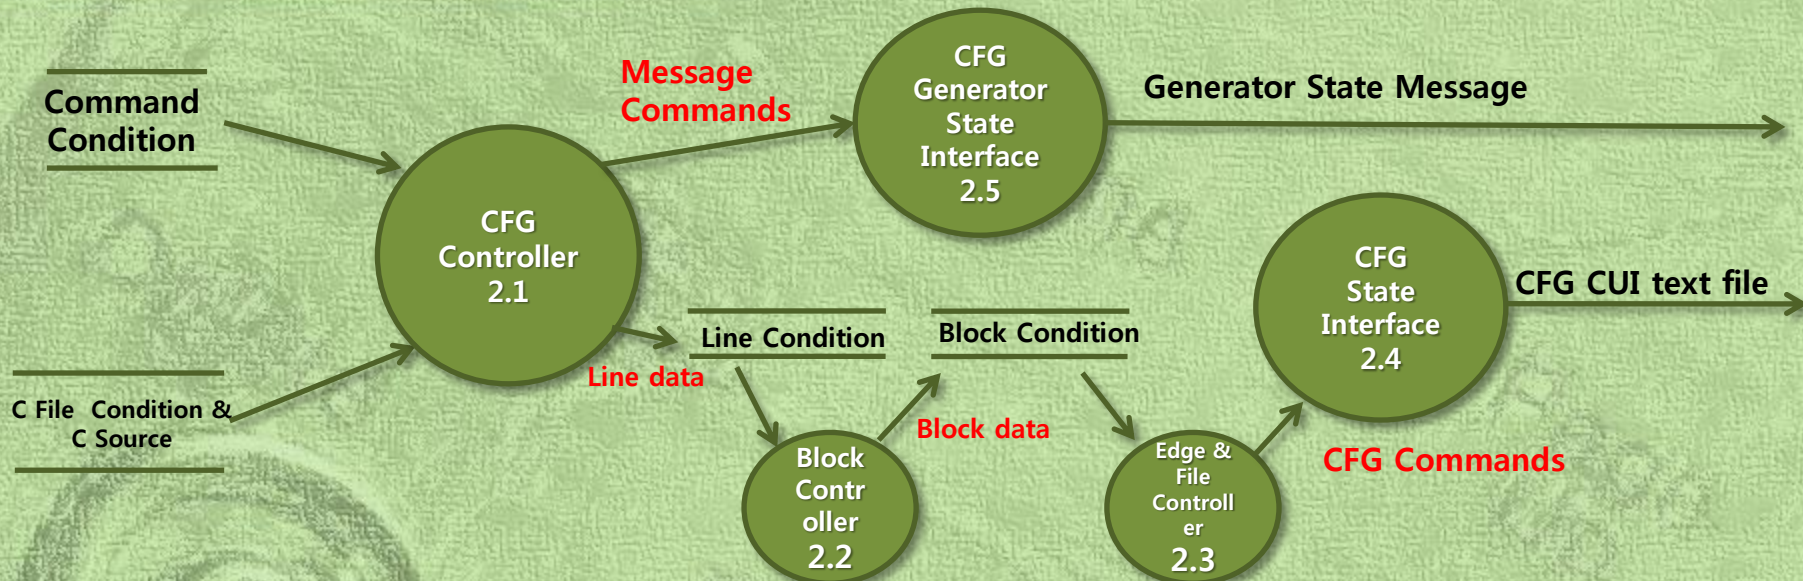 Command
Condition
C File Condition &
C Source
CFG
Controller
2.1
Message
Commands
CFG
Generator
State
Interface
2.5
Generator State Message
Line Condition
Line data
Block
Contr
oller
2.2
Block Condition
Block data
Edge &
File
Controll
er
2.3
CFG
State
Interface
2.4
CFG Commands
CFG CUI text file